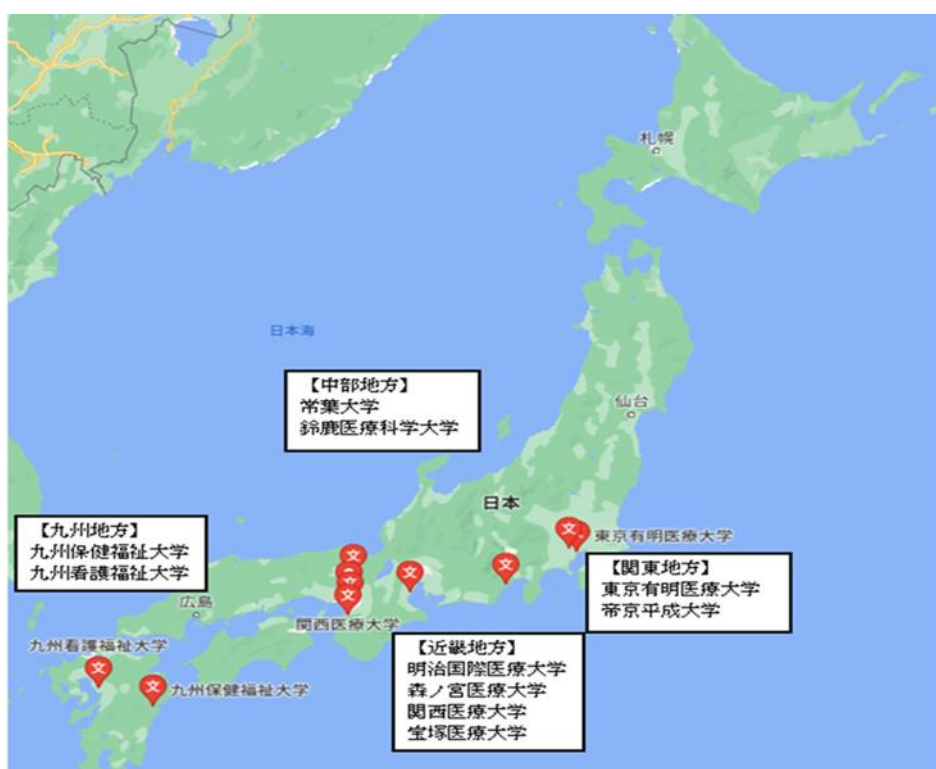 札幌
日本海
仙台
【中部地方】
常葉大学
鈴鹿医療科学大学
日本
東京有明医療大学
【九州地方】
九州保健福祉大学
九州看護福祉大学
【関東地方】
東京有明医療大学
帝京平成大学
広島
関西医療大学
【近畿地方】
明治国際医療大学
森ノ宮医療大学
関西医療大学
宝塚医療大学
九州看護福祉大学
九州保健福祉大学
文
文
文
文
文
文